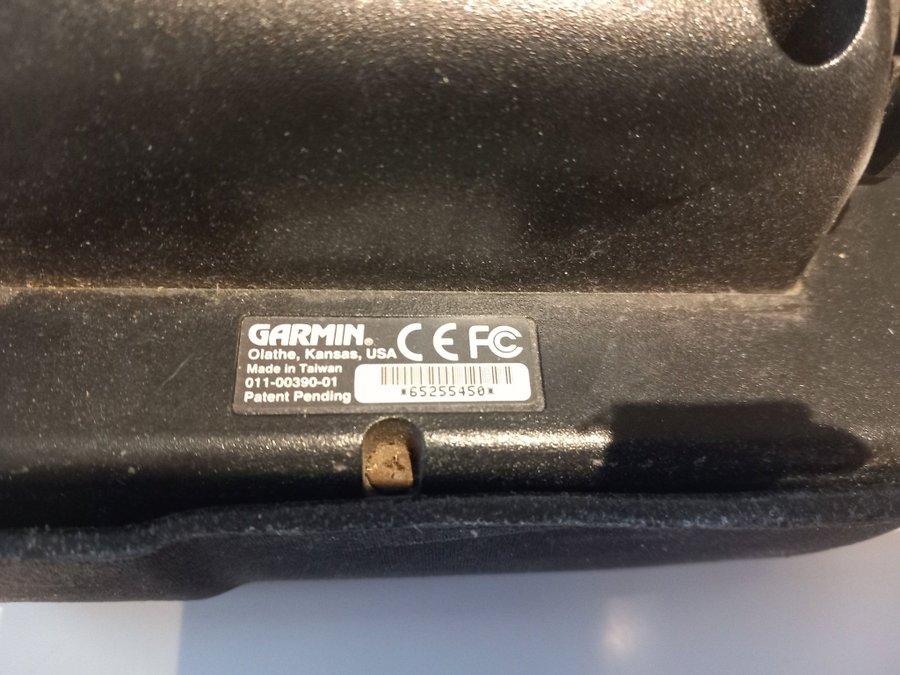 GARMIN®
Olathe, Kansas, USA
CE FC
Made in Taiwan
011-00390-01
Patent Pending
*65255450*